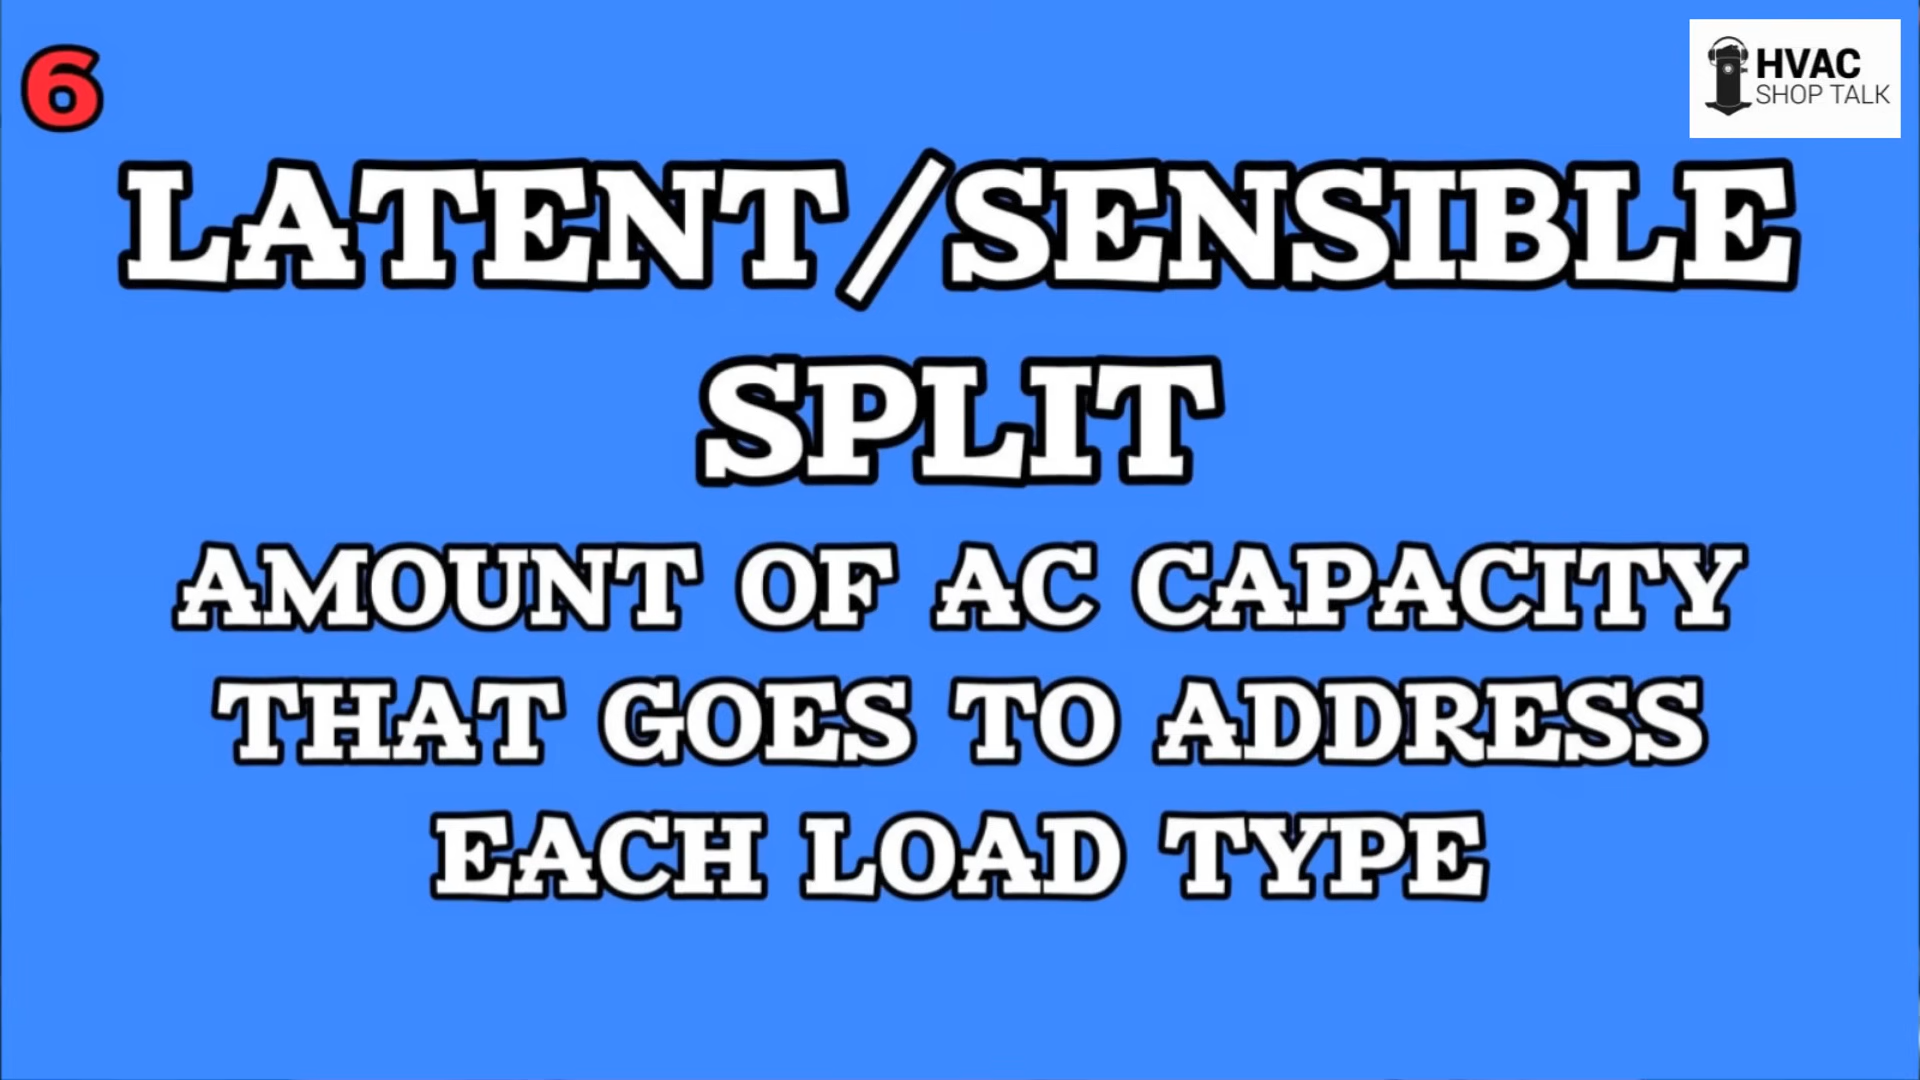 6
HVAC
SHOP TALK
LATENT/SENSIBLE
SPLIT
AMOUNT OF AC CAPACITY
THAT GOES TO ADDRESS
EACH LOAD TYPE